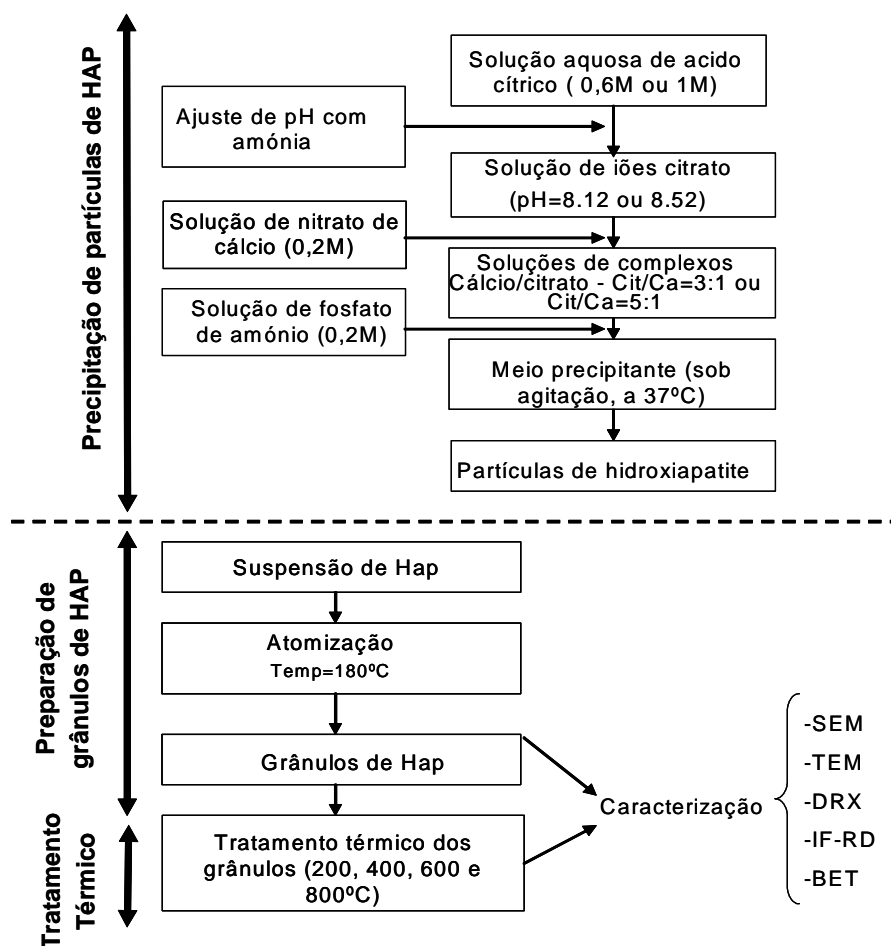 Precipitação de partículas de HAP
Solução aquosa de acido
cítrico ( 0,6M ou 1M)
Ajuste de pH com
amónia
Solução de iões citrato
(pH=8.12 ou 8.52)
Solução de nitrato de
cálcio (0,2M)
Soluções de complexos
Cálcio/citrato - Cit/Ca=3:1 ou
Cit/Ca=5:1
Solução de fosfato
de amónio (0,2M)
Meio precipitante (sob
agitação, a 37ºC)
Partículas de hidroxiapatite
Preparação de
grânulos de HAP
Suspensão de Hap
Atomização
Temp=180ºC
Grânulos de Hap
Tratamento
Térmico
Tratamento térmico dos
grânulos (200, 400, 600 e
800ºC)
Caracterização
-SEM
-TEM
-DRX
-IF-RD
-BET